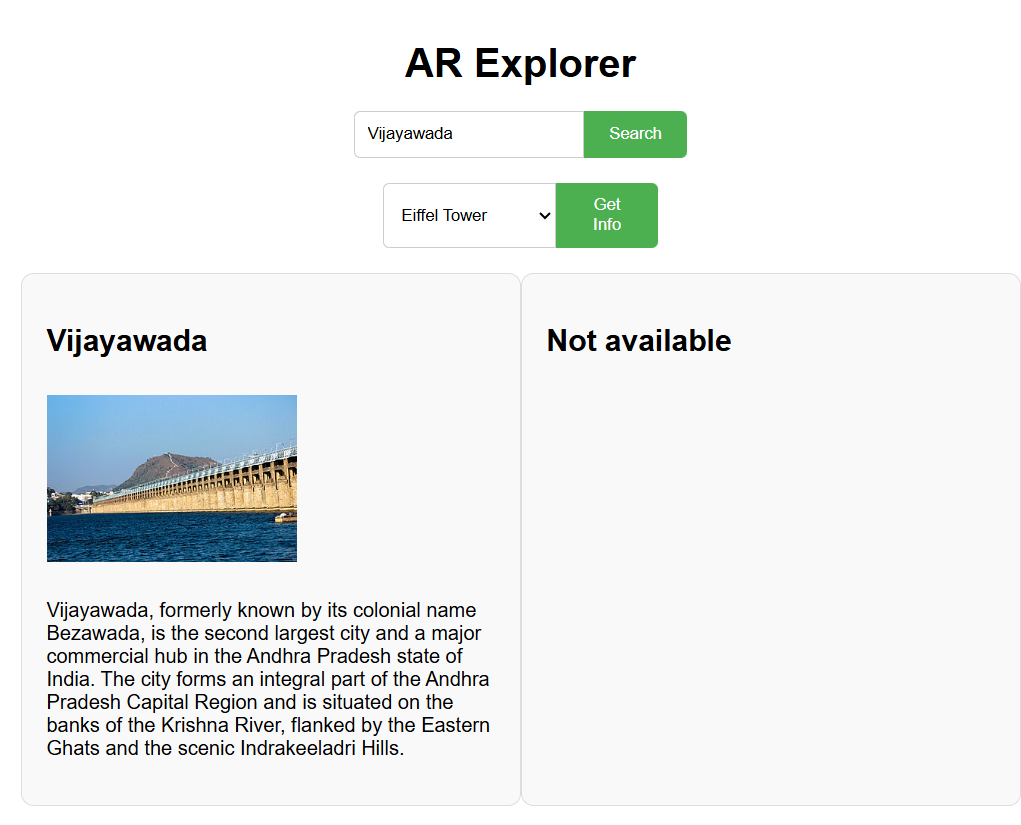 AR Explorer
Vijayawada
Search
Eiffel Tower
Get
Info
Vijayawada
Not available
Vijayawada, formerly known by its colonial name
Bezawada, is the second largest city and a major
commercial hub in the Andhra Pradesh state of
India. The city forms an integral part of the Andhra
Pradesh Capital Region and is situated on the
banks of the Krishna River, flanked by the Eastern
Ghats and the scenic Indrakeeladri Hills.